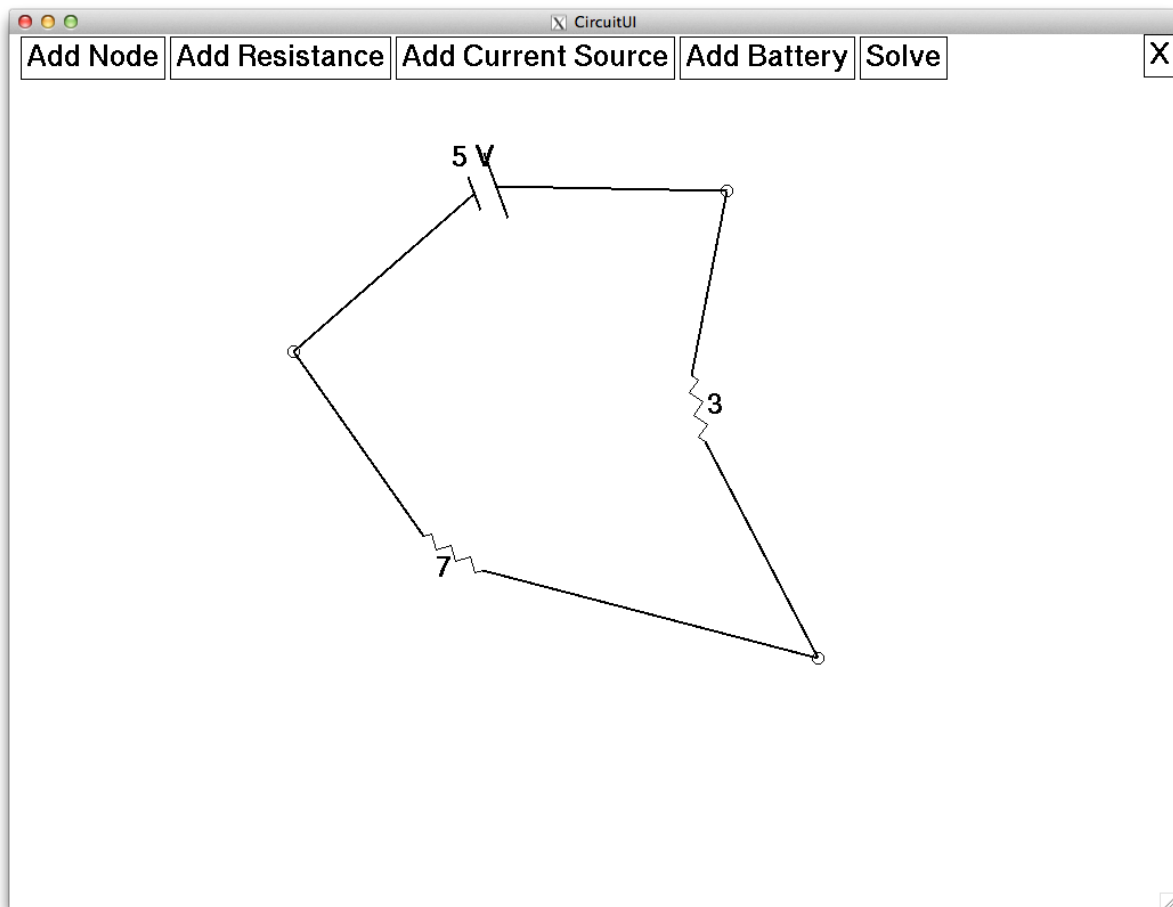 CircuitUI
Add Node Add Resistance Add Current Source Add Battery Solve X
5 V
3
7